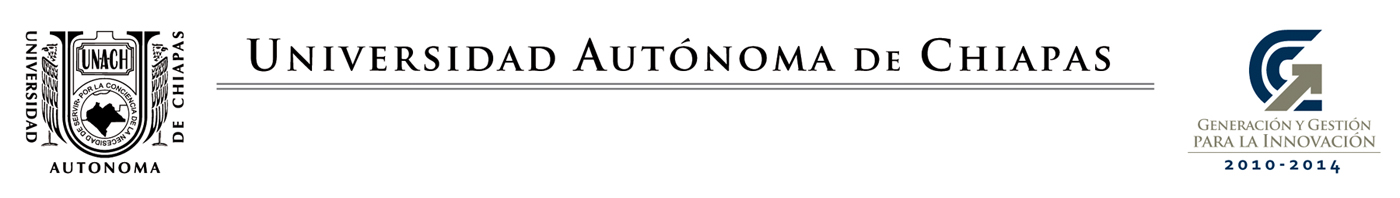 UNIVERSIDAD
UNACH
DE CHIAPAS
POR LA CONCIENCIA DE LA NECESIDAD DE SERVIR
AUTONOMA
UNIVERSIDAD AUTÓNOMA DE CHIAPAS
GENERACIÓN Y GESTIÓN
PARA LA INNOVACIÓN
2010-2014